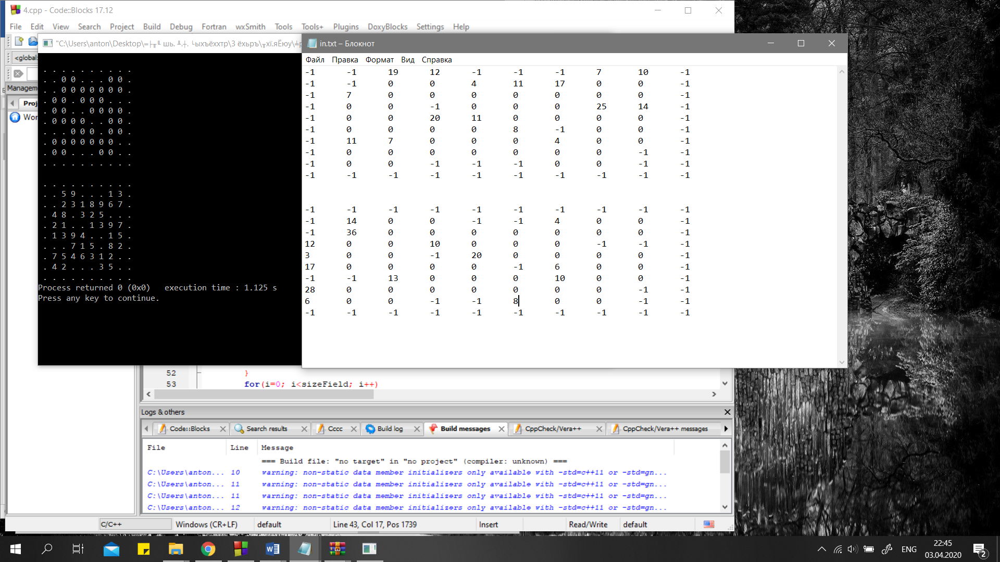 4.cpp - Code::Blocks 17.12
File Edit View Search Project Build Debug Fortran wxSmith Tools Tools+ Plugins DoxyBlocks Settings Help
<global:
Managem
Proj
Wor
"C:\Users\anton\Desktop\
. . . . . . . . . .
. . 0 0 . . . 0 0 .
. . 0 0 0 0 0 0 0 .
. 0 0 . 0 0 0 . . .
. 0 0 . . 0 0 0 0 .
. 0 0 0 0 . . 0 0 .
. . . 0 0 0 . 0 0 .
. 0 0 0 0 0 0 0 . .
. 0 0 . . . 0 0 . .
. . . . . . . . . .
. . . . . . . . . .
. . 5 9 . . . 1 3 .
. . 2 3 1 8 9 6 7 .
. 4 8 . 3 2 5 . . .
. 2 1 . . 1 3 9 7 .
. 1 3 9 4 . . 1 5 .
. . . 7 1 5 . 8 2 .
. 7 5 4 6 3 1 2 . .
. 4 2 . . . 3 5 . .
. . . . . . . . . .
Process returned 0 (0x0)   execution time : 1.125 s
Press any key to continue.
in.txt – Блокнот
Файл Правка Формат Вид Справка
-1 -1 19 12 -1 -1 -1 7 10 -1
-1 -1 0 0 4 11 17 0 0 -1
-1 7 0 0 0 0 0 0 0 -1
-1 0 0 -1 0 0 0 25 14 -1
-1 0 0 20 11 0 0 0 0 -1
-1 0 0 0 0 8 -1 0 0 -1
-1 11 7 0 0 0 4 0 0 -1
-1 0 0 0 0 0 0 0 -1 -1
-1 0 0 -1 -1 -1 0 0 -1 -1
-1 -1 -1 -1 -1 -1 -1 -1 -1 -1
-1 -1 -1 -1 -1 -1 -1 -1 -1 -1
-1 14 0 0 -1 -1 4 0 0 -1
-1 36 0 0 0 0 0 0 0 -1
12 0 0 10 0 0 0 -1 -1 -1
3 0 0 -1 20 0 0 0 0 -1
17 0 0 0 0 -1 6 0 0 -1
-1 -1 13 0 0 0 10 0 0 -1
28 0 0 0 0 0 0 0 -1 -1
6 0 0 -1 -1 8 0 0 -1 -1
-1 -1 -1 -1 -1 -1 -1 -1 -1 -1
52 }
53 for(i=0; i<sizeField; i++)
Logs & others
Code::Blocks Search results Cccc Build log Build messages CppCheck/Vera++ CppCheck/Vera++ messages
File Line Message
=== Build file: "no target" in "no project" (compiler: unknown) ===
C:\Users\anton... 10 warning: non-static data member initializers only available with -std=c++11 or -std=gn...
C:\Users\anton... 11 warning: non-static data member initializers only available with -std=c++11 or -std=gn...
C:\Users\anton... 11 warning: non-static data member initializers only available with -std=c++11 or -std=gn...
C:\Users\anton... 12 warning: non-static data member initializers only available with -std=c++11 or -std=gn...
C/C++ Windows (CR+LF) default Line 43, Col 17, Pos 1739 Insert Read/Write default
ENG
22:45
03.04.2020
2